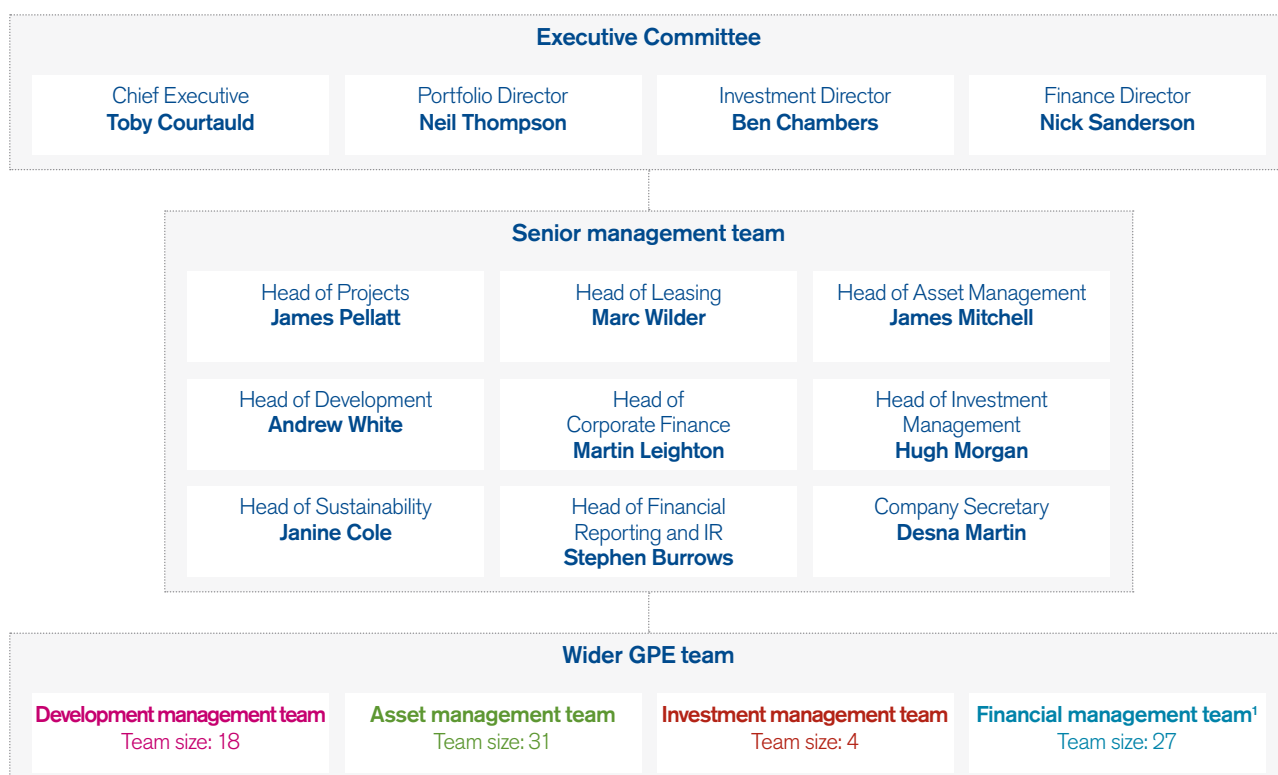 Executive Committee
Chief Executive
Toby Courtauld
Portfolio Director
Neil Thompson
Investment Director
Ben Chambers
Finance Director
Nick Sanderson
Senior management team
Head of Projects
James Pellatt
Head of Leasing
Marc Wilder
Head of Asset Management
James Mitchell
Head of Development
Andrew White
Head of
Corporate Finance
Martin Leighton
Head of Investment
Management
Hugh Morgan
Head of Sustainability
Janine Cole
Head of Financial
Reporting and IR
Stephen Burrows
Company Secretary
Desna Martin
Wider GPE team
Development management team
Team size: 18
Asset management team
Team size: 31
Investment management team
Team size: 4
Financial management team¹
Team size: 27